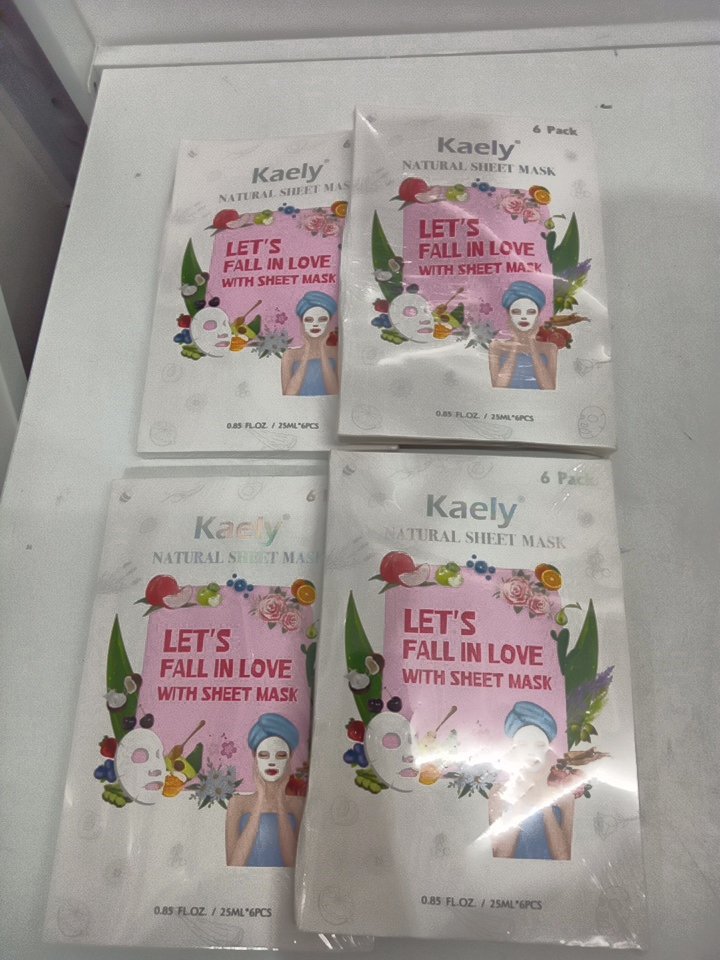 Kaely®
NATURAL SHEET MAS
LET'S
FALL IN LOVE
WITH SHEET MASK
0.85 FL.OZ. / 25ML*6PCS
6 Pack
Kaely®
NATURAL SHEET MASK
LET'S
FALL IN LOVE
WITH SHEET MASK
0.85 FL.OZ. / 25ML*6PCS
6
Kaely®
NATURAL SHEET MASK
LET'S
FALL IN LOVE
WITH SHEET MASK
0.85 FL.OZ. / 25ML*6PCS
6 Pack
Kaely®
NATURAL SHEET MASK
LET'S
FALL IN LOVE
WITH SHEET MASK
0.85 FL.OZ. / 25ML*6PCS